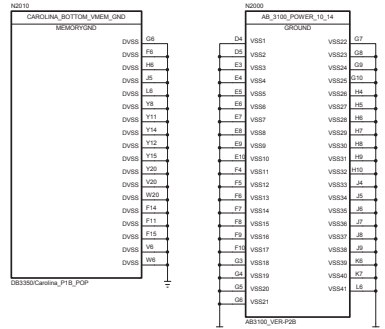 N2010
CAROLINA_BOTTOM_VMEM_GND
MEMORYGND
DVSS G6
DVSS F6
DVSS H6
DVSS J5
DVSS L6
DVSS Y8
DVSS Y11
DVSS Y14
DVSS Y12
DVSS Y15
DVSS Y20
DVSS V20
DVSS W20
DVSS F14
DVSS F11
DVSS F15
DVSS V6
DVSS W6
DB3350/Carolina_P1B_POP
N2000
AB_3100_POWER_10_14
GROUND
D4 VSS1 VSS22 G7
D5 VSS2 VSS23 G8
E3 VSS3 VSS24 G9
E4 VSS4 VSS25 G10
E5 VSS5 VSS26 H4
E6 VSS6 VSS27 H5
E7 VSS7 VSS28 H6
E8 VSS8 VSS29 H7
E9 VSS9 VSS30 H8
E10 VSS10 VSS31 H9
F4 VSS11 VSS32 H10
F5 VSS12 VSS33 J4
F6 VSS13 VSS34 J5
F7 VSS14 VSS35 J6
F8 VSS15 VSS36 J7
F9 VSS16 VSS37 J8
F10 VSS17 VSS38 J9
G3 VSS18 VSS39 K6
G4 VSS19 VSS40 K7
G5 VSS20 VSS41 L6
G6 VSS21
AB3100_VER-P2B